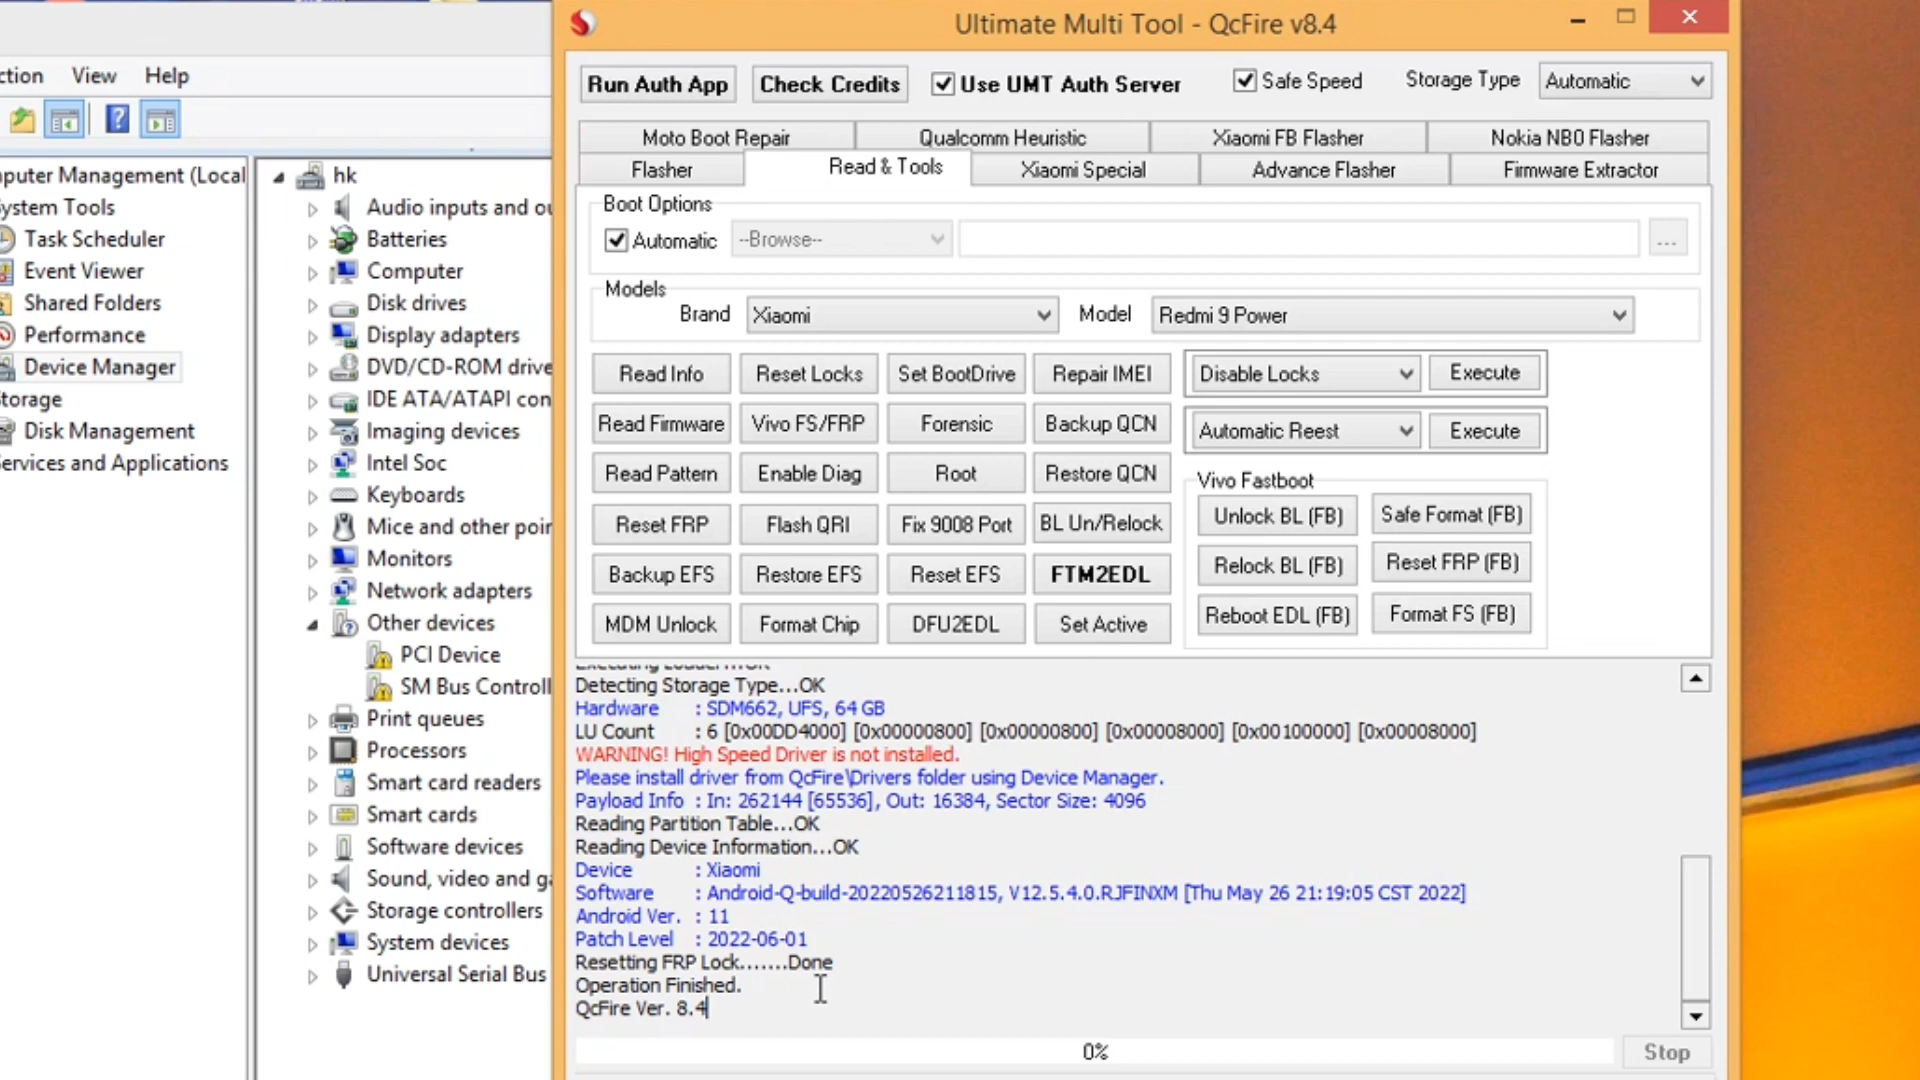 ction View Help
mputer Management (Local
ystem Tools
Task Scheduler
Event Viewer
Shared Folders
Performance
Device Manager
torage
Disk Management
ervices and Applications
hk
Audio inputs and ou
Batteries
Computer
Disk drives
Display adapters
DVD/CD-ROM drive
IDE ATA/ATAPI con
Imaging devices
Intel Soc
Keyboards
Mice and other poin
Monitors
Network adapters
Other devices
PCI Device
SM Bus Controll
Print queues
Processors
Smart card readers
Smart cards
Software devices
Sound, video and ga
Storage controllers
System devices
Universal Serial Bus
Ultimate Multi Tool - QcFire v8.4
Run Auth App Check Credits Use UMT Auth Server Safe Speed Storage Type Automatic
Moto Boot Repair Qualcomm Heuristic Xiaomi FB Flasher Nokia NB0 Flasher
Flasher Read & Tools Xiaomi Special Advance Flasher Firmware Extractor
Boot Options
Automatic --Browse-- ...
Models
Brand Xiaomi Model Redmi 9 Power
Read Info Reset Locks Set BootDrive Repair IMEI Disable Locks Execute
Read Firmware Vivo FS/FRP Forensic Backup QCN Automatic Reest Execute
Read Pattern Enable Diag Root Restore QCN Vivo Fastboot
Reset FRP Flash QRI Fix 9008 Port BL Un/Relock Unlock BL (FB) Safe Format (FB)
Backup EFS Restore EFS Reset EFS FTM2EDL Relock BL (FB) Reset FRP (FB)
MDM Unlock Format Chip DFU2EDL Set Active Reboot EDL (FB) Format FS (FB)
Detecting Storage Type...OK
Hardware : SDM662, UFS, 64 GB
LU Count : 6 [0x00DD4000] [0x00000800] [0x00000800] [0x00008000] [0x00100000] [0x00008000]
WARNING! High Speed Driver is not installed.
Please install driver from QcFire\Drivers folder using Device Manager.
Payload Info : In: 262144 [65536], Out: 16384, Sector Size: 4096
Reading Partition Table...OK
Reading Device Information...OK
Device : Xiaomi
Software : Android-Q-build-20220526211815, V12.5.4.0.RJFINXM [Thu May 26 21:19:05 CST 2022]
Android Ver. : 11
Patch Level : 2022-06-01
Resetting FRP Lock.......Done
Operation Finished.
QcFire Ver. 8.4
0% Stop